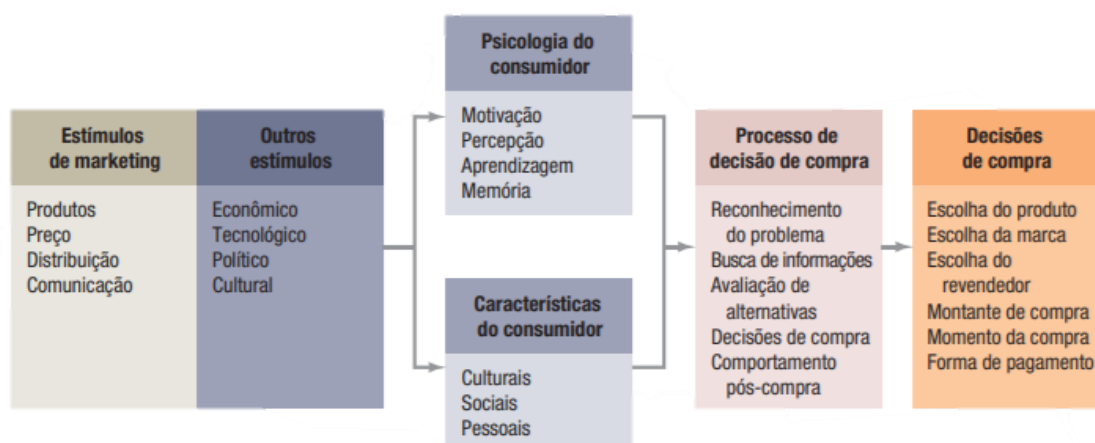 Estímulos
de marketing
Produtos
Preço
Distribuição
Comunicação
Outros
estímulos
Econômico
Tecnológico
Político
Cultural
Psicologia do
consumidor
Motivação
Percepção
Aprendizagem
Memória
Características
do consumidor
Culturais
Sociais
Pessoais
Processo de
decisão de compra
Reconhecimento
do problema
Busca de informações
Avaliação de
alternativas
Decisões de compra
Comportamento
pós-compra
Decisões
de compra
Escolha do produto
Escolha da marca
Escolha do
revendedor
Montante de compra
Momento da compra
Forma de pagamento